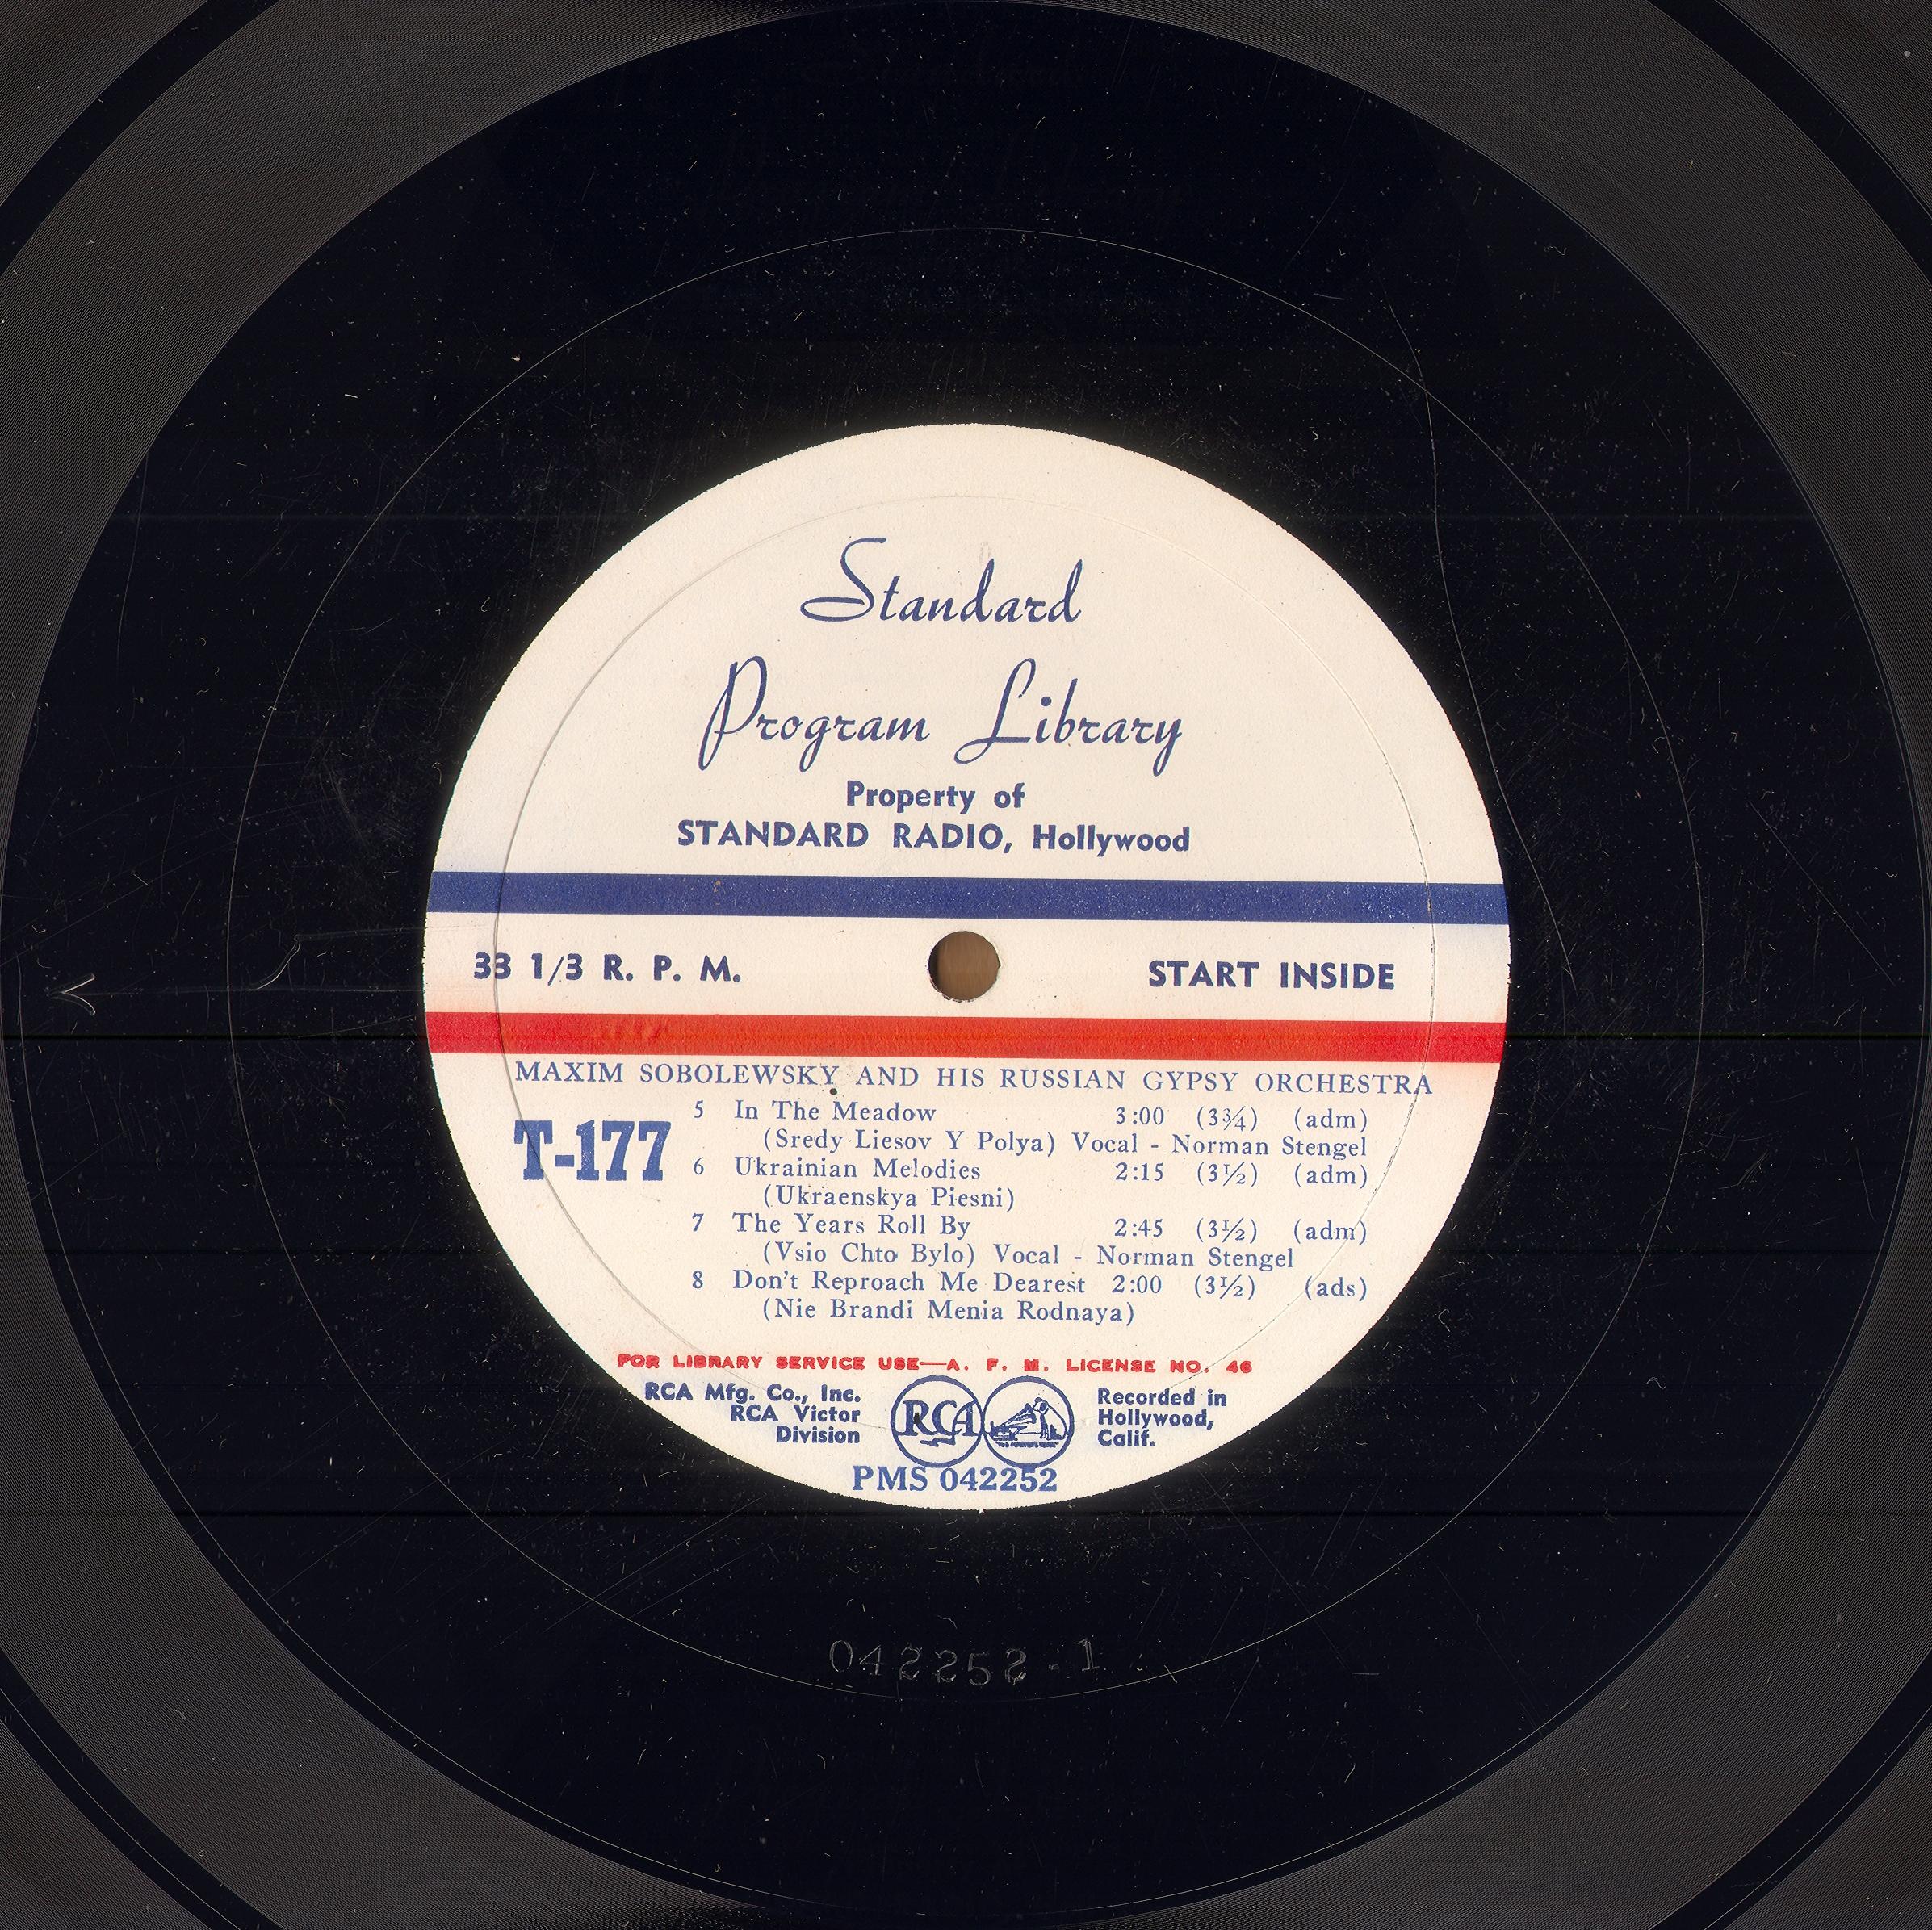 Standard
Program Library
Property of
STANDARD RADIO, Hollywood
33 1/3 R. P. M. START INSIDE
MAXIM SOBOLEWSKY AND HIS RUSSIAN GYPSY ORCHESTRA
T-177
5 In The Meadow 3:00 (3¾) (adm)
(Sredy Liesov Y Polya) Vocal - Norman Stengel
6 Ukrainian Melodies 2:15 (3½) (adm)
(Ukraenskya Piesni)
7 The Years Roll By 2:45 (3½) (adm)
(Vsio Chto Bylo) Vocal - Norman Stengel
8 Don't Reproach Me Dearest 2:00 (3½) (ads)
(Nie Brandi Menia Rodnaya)
FOR LIBRARY SERVICE USE—A. F. M. LICENSE NO. 46
RCA Mfg. Co., Inc.
RCA Victor
Division
RCA
Recorded in
Hollywood,
Calif.
PMS 042252
042252-1